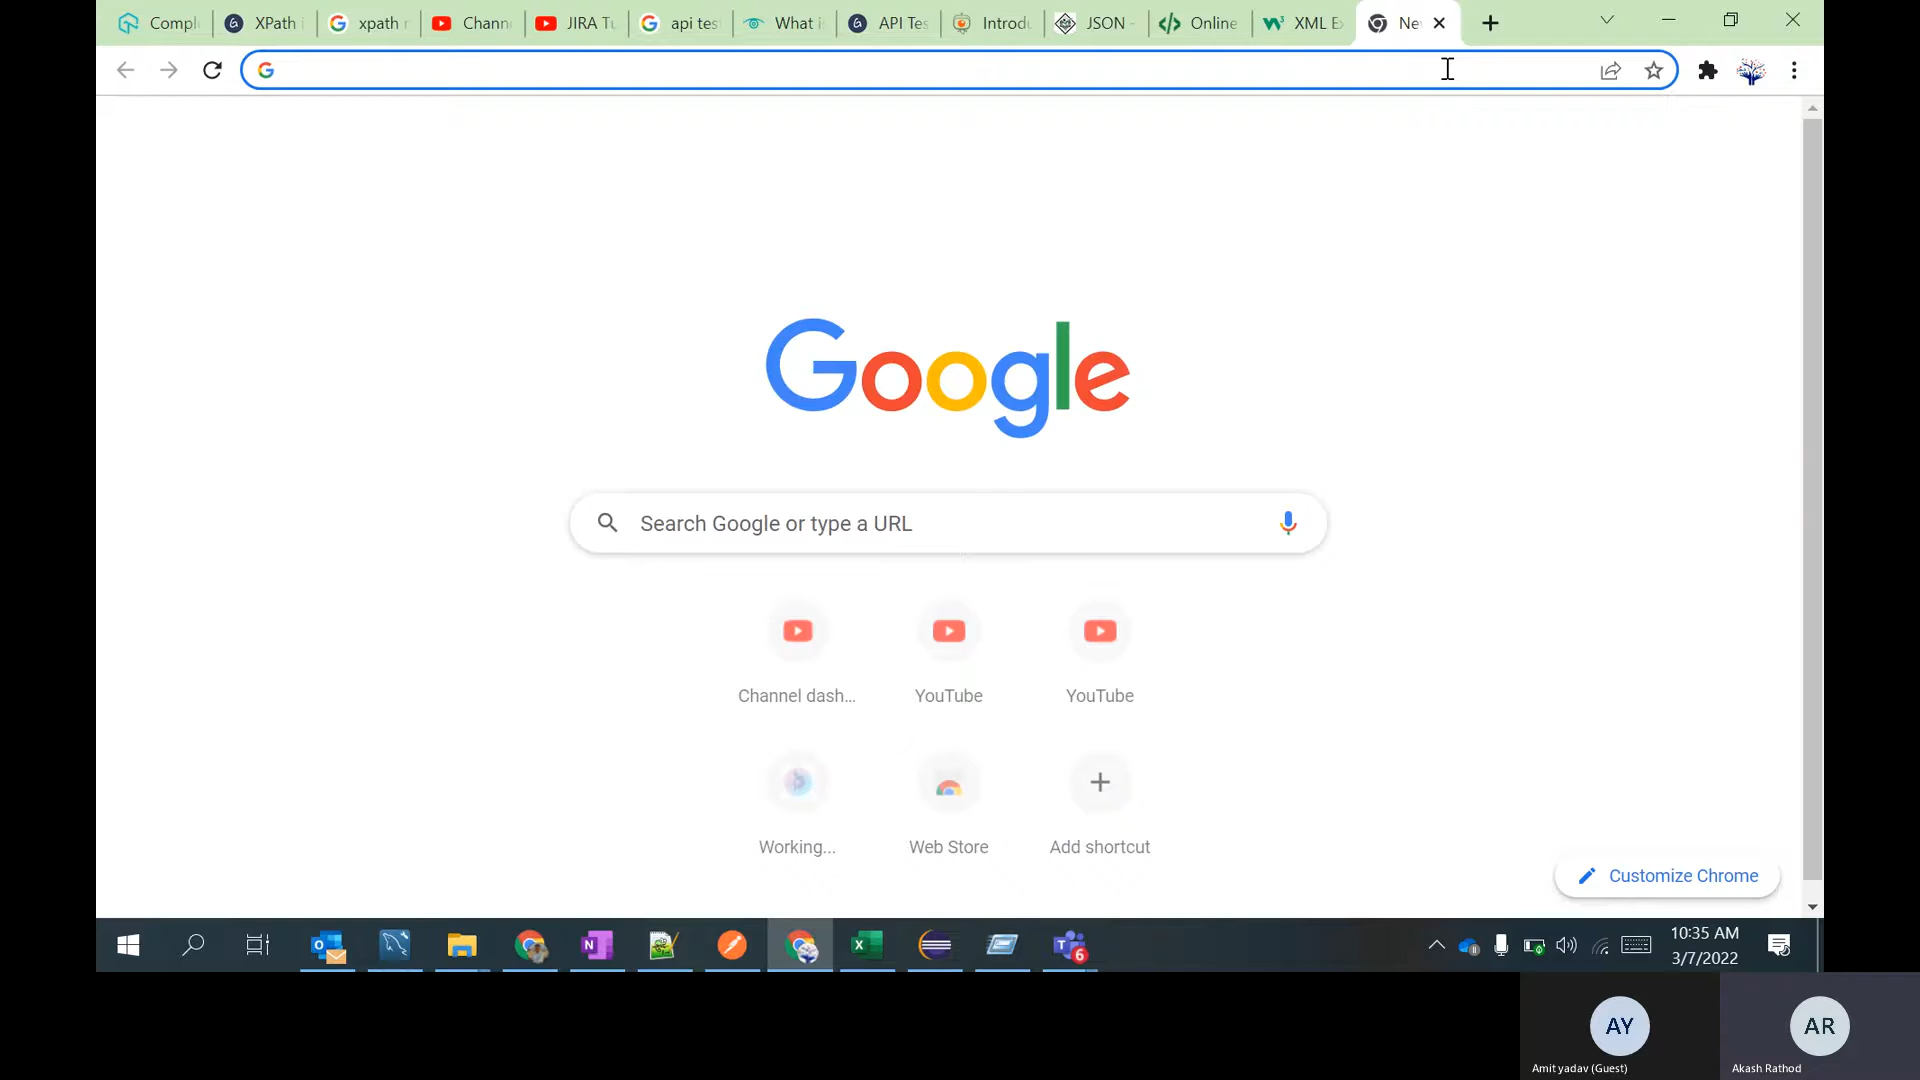 Compl
XPath i
xpath r
Chann
JIRA Tu
api tes
What i
API Tes
Introdu
JSON -
Online
XML E
Ne
Google
Search Google or type a URL
Channel dash...
YouTube
YouTube
Working...
Web Store
Add shortcut
Customize Chrome
10:35 AM
3/7/2022
6
AY
AR
Amit yadav (Guest)
Akash Rathod